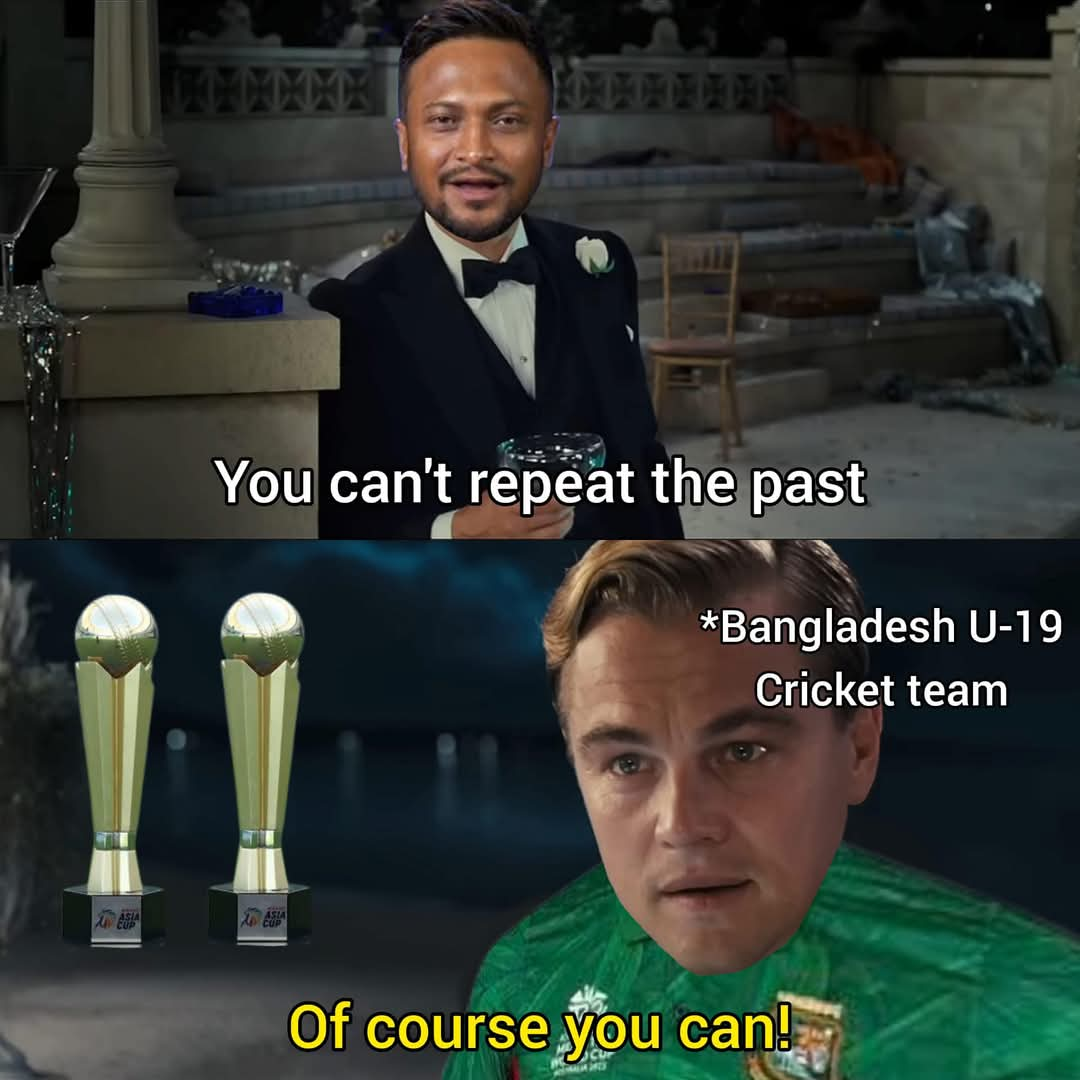 You can't repeat the past
*Bangladesh U-19
Cricket team
ASIA
CUP
ASIA
CUP
Of course you can!